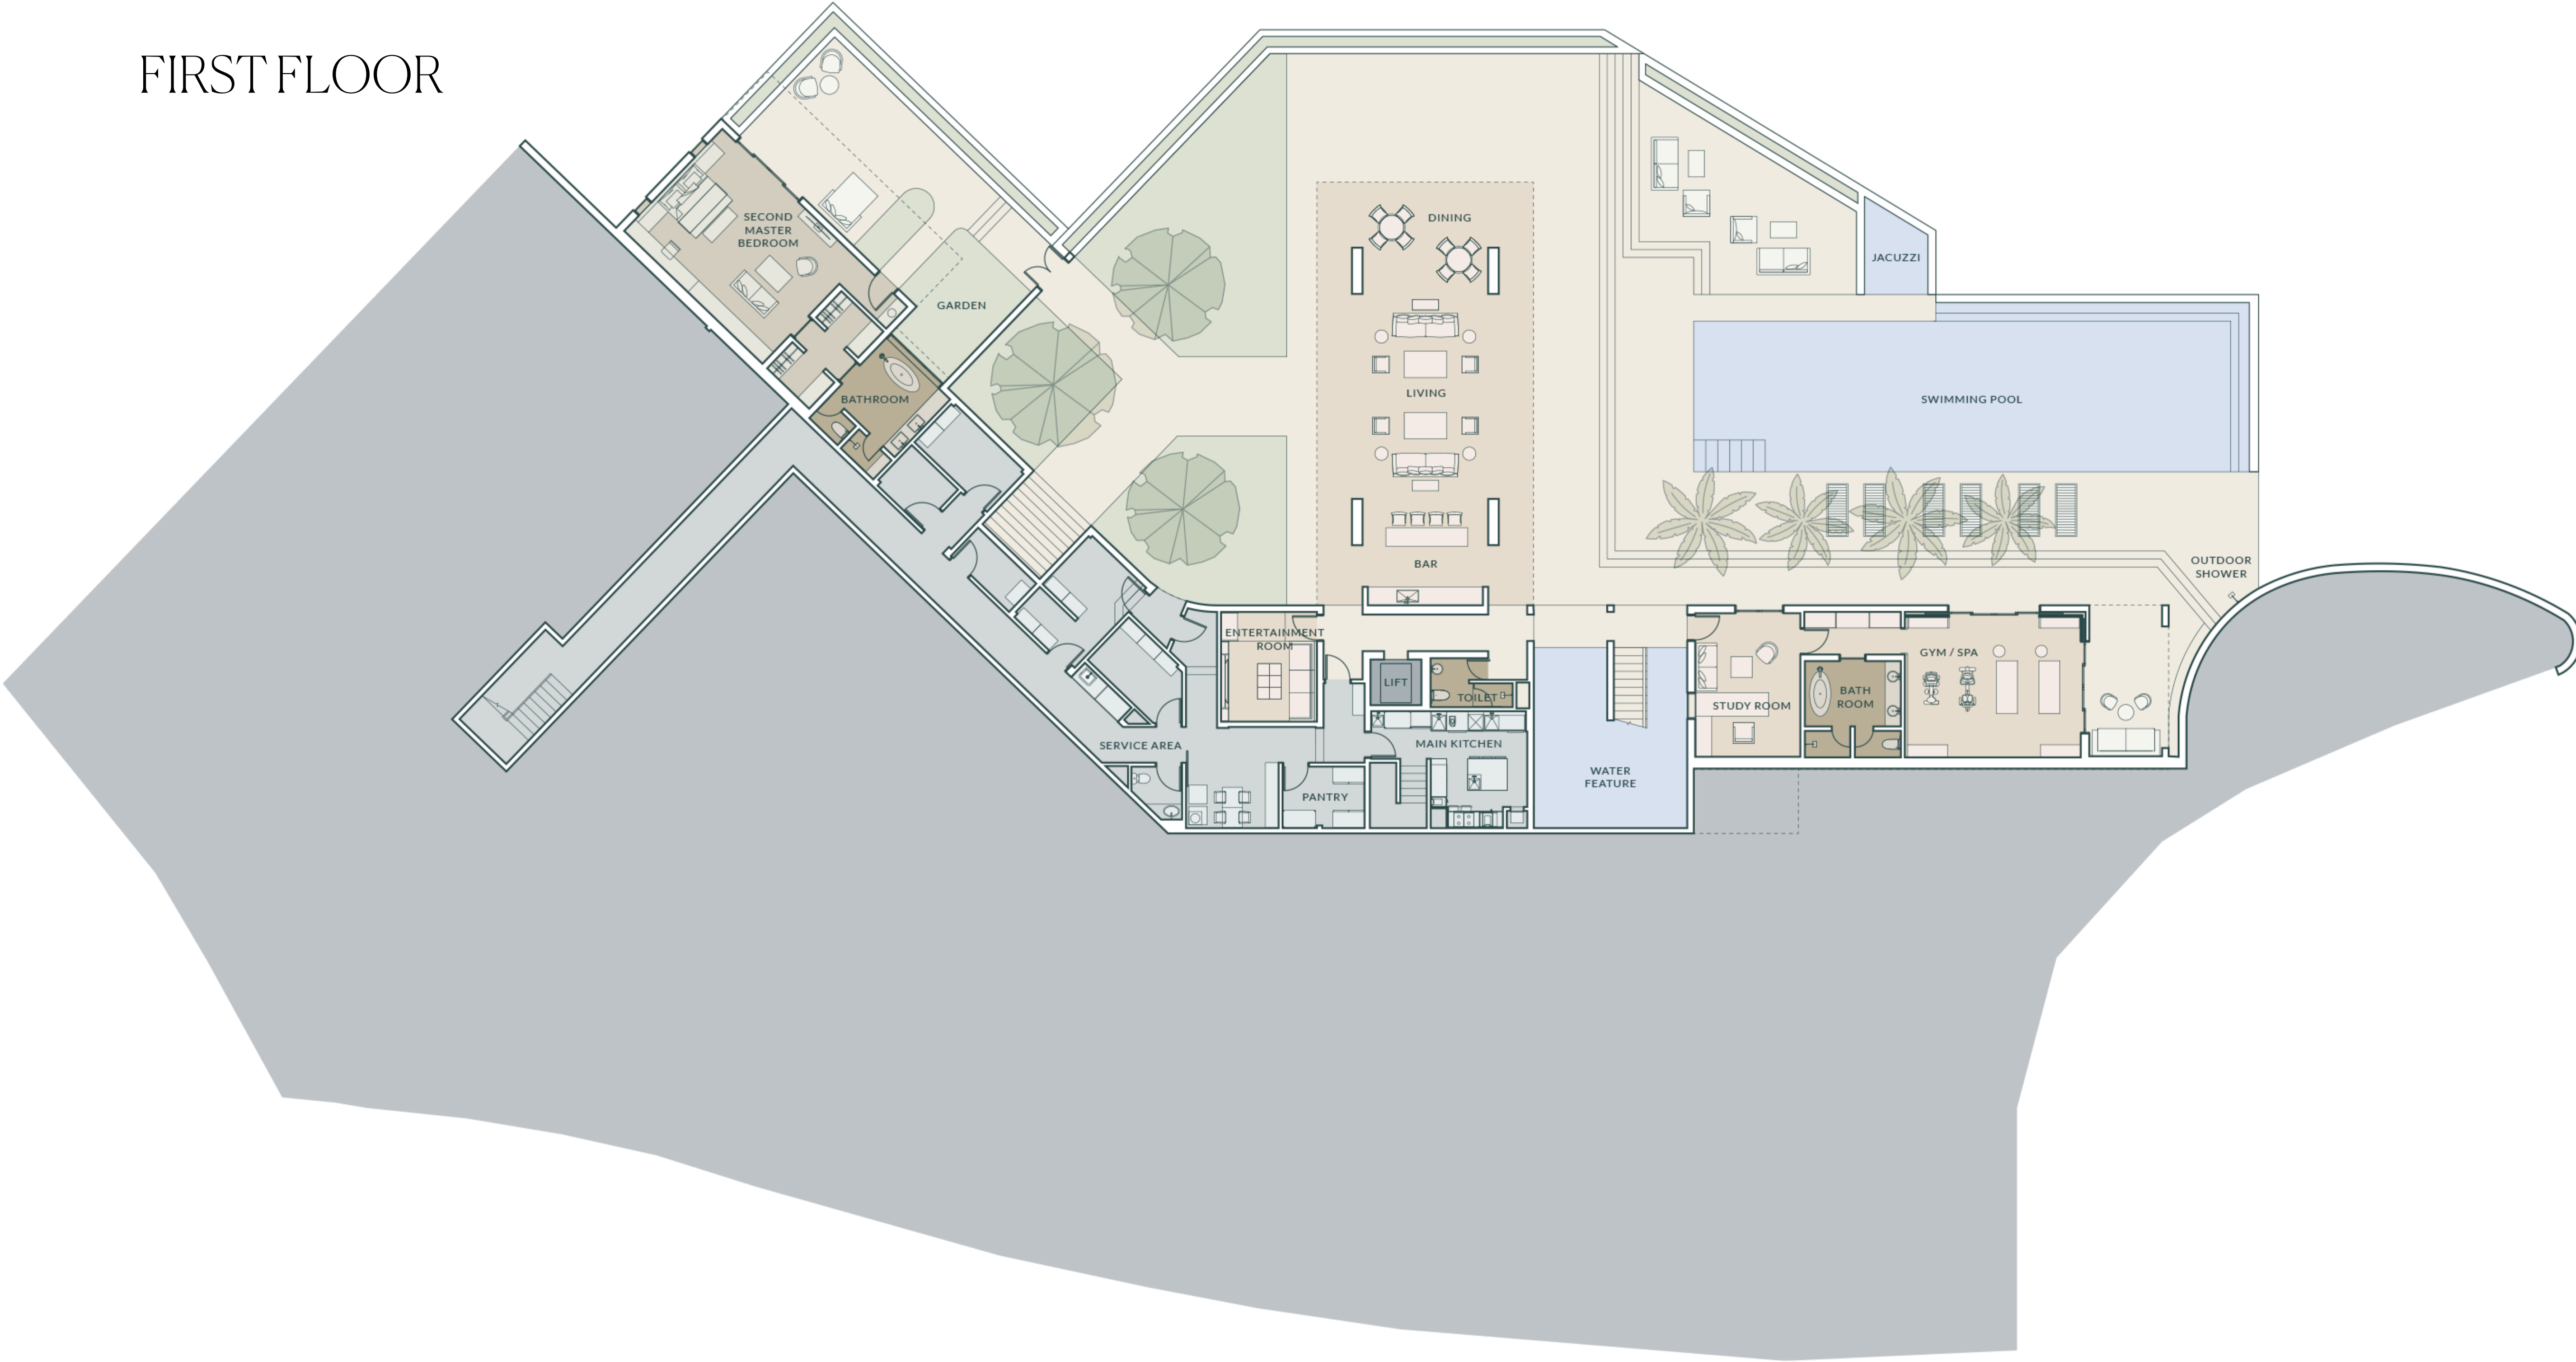 FIRST FLOOR
SECOND
MASTER
BEDROOM
GARDEN
BATHROOM
DINING
LIVING
BAR
JACUZZI
SWIMMING POOL
OUTDOOR
SHOWER
ENTERTAINMENT
ROOM
LIFT
TOILET
SERVICE AREA
PANTRY
MAIN KITCHEN
WATER
FEATURE
STUDY ROOM
BATH
ROOM
GYM / SPA